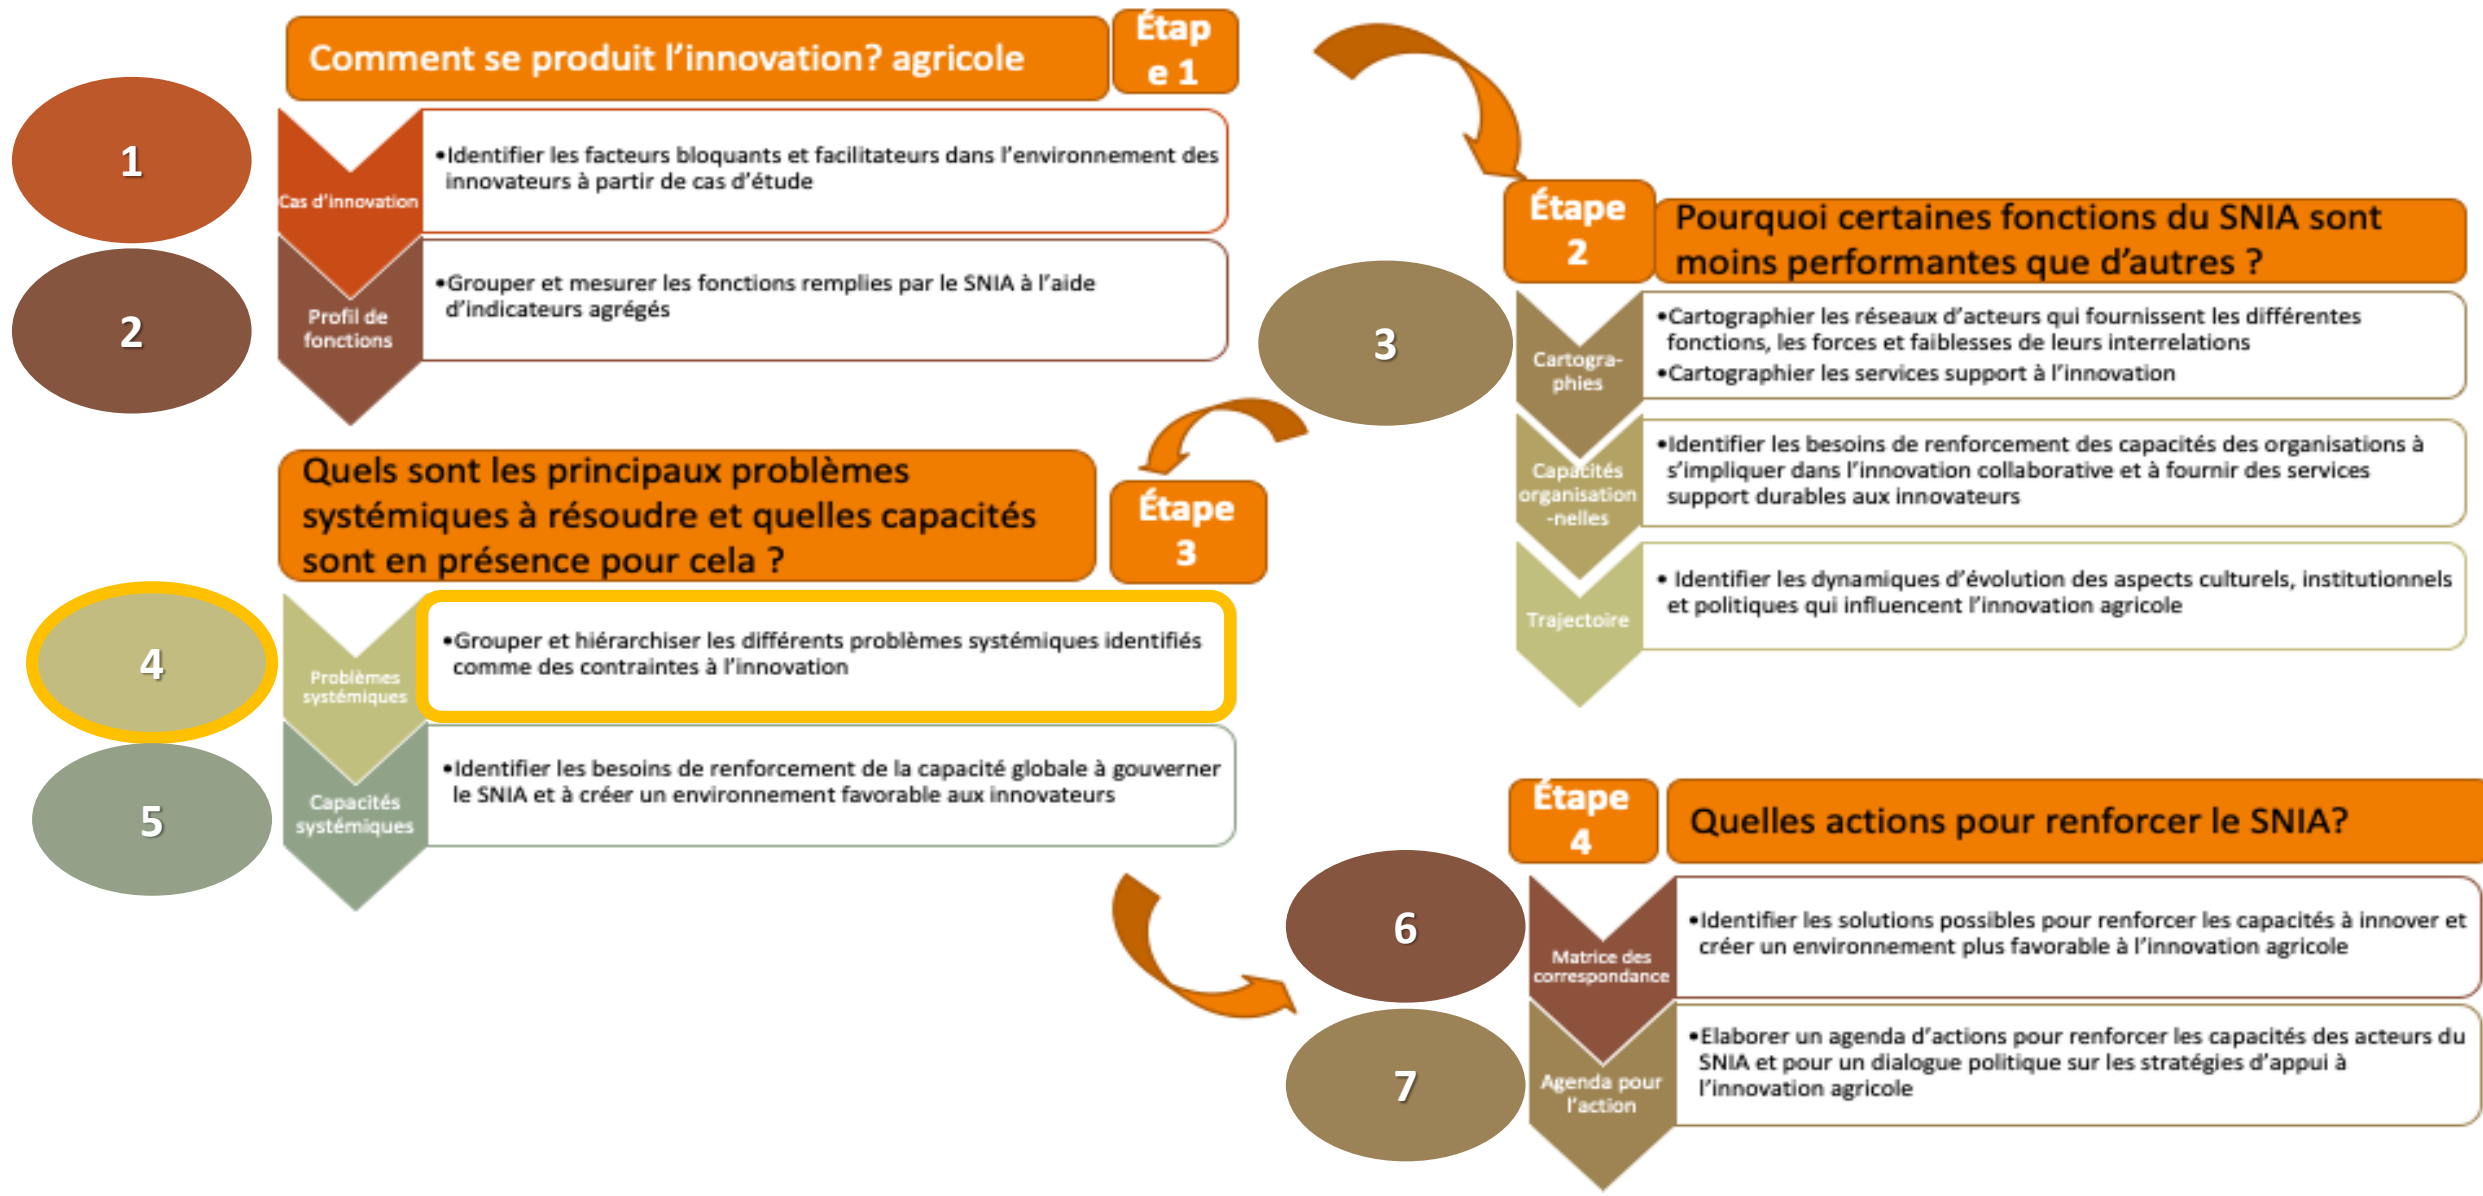 Comment se produit l'innovation? agricole
Étap
e 1
1
Cas d'innovation
•Identifier les facteurs bloquants et facilitateurs dans l'environnement des
innovateurs à partir de cas d'étude
2
Profil de
fonctions
•Grouper et mesurer les fonctions remplies par le SNIA à l'aide
d'indicateurs agrégés
Étape
2
Pourquoi certaines fonctions du SNIA sont
moins performantes que d'autres ?
3
Cartogra-
phies
•Cartographier les réseaux d'acteurs qui fournissent les différentes
fonctions, les forces et faiblesses de leurs interrelations
•Cartographier les services support à l'innovation
Capacités
organisation
-nelles
•Identifier les besoins de renforcement des capacités des organisations à
s'impliquer dans l'innovation collaborative et à fournir des services
support durables aux innovateurs
Trajectoire
• Identifier les dynamiques d'évolution des aspects culturels, institutionnels
et politiques qui influencent l'innovation agricole
Quels sont les principaux problèmes
systémiques à résoudre et quelles capacités
sont en présence pour cela ?
Étape
3
4
Problèmes
systémiques
•Grouper et hiérarchiser les différents problèmes systémiques identifiés
comme des contraintes à l'innovation
5
Capacités
systémiques
•Identifier les besoins de renforcement de la capacité globale à gouverner
le SNIA et à créer un environnement favorable aux innovateurs
Étape
4
Quelles actions pour renforcer le SNIA?
6
Matrice des
correspondance
•Identifier les solutions possibles pour renforcer les capacités à innover et
créer un environnement plus favorable à l'innovation agricole
7
Agenda pour
l'action
•Elaborer un agenda d'actions pour renforcer les capacités des acteurs du
SNIA et pour un dialogue politique sur les stratégies d'appui à
l'innovation agricole